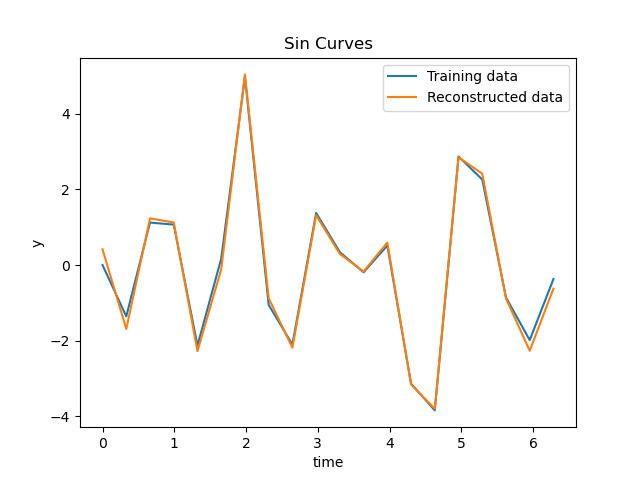 Sin Curves
Training data
Reconstructed data
y
4
2
0
−2
−4
0 1 2 3 4 5 6
time